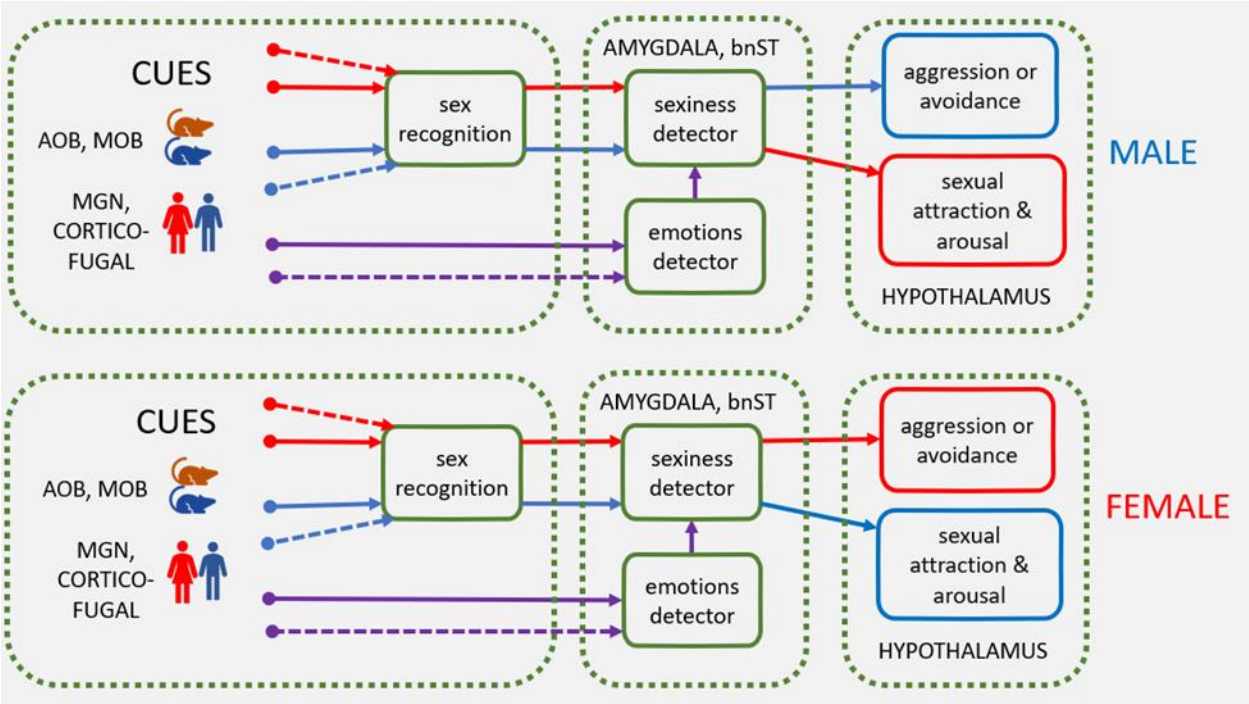 CUES
AOB, MOB
MGN,
CORTICO-
FUGAL
sex
recognition
AMYGDALA, bnST
sexiness
detector
emotions
detector
aggression or
avoidance
sexual
attraction &
arousal
HYPOTHALAMUS
MALE
CUES
AOB, MOB
MGN,
CORTICO-
FUGAL
sex
recognition
AMYGDALA, bnST
sexiness
detector
emotions
detector
aggression or
avoidance
sexual
attraction &
arousal
HYPOTHALAMUS
FEMALE